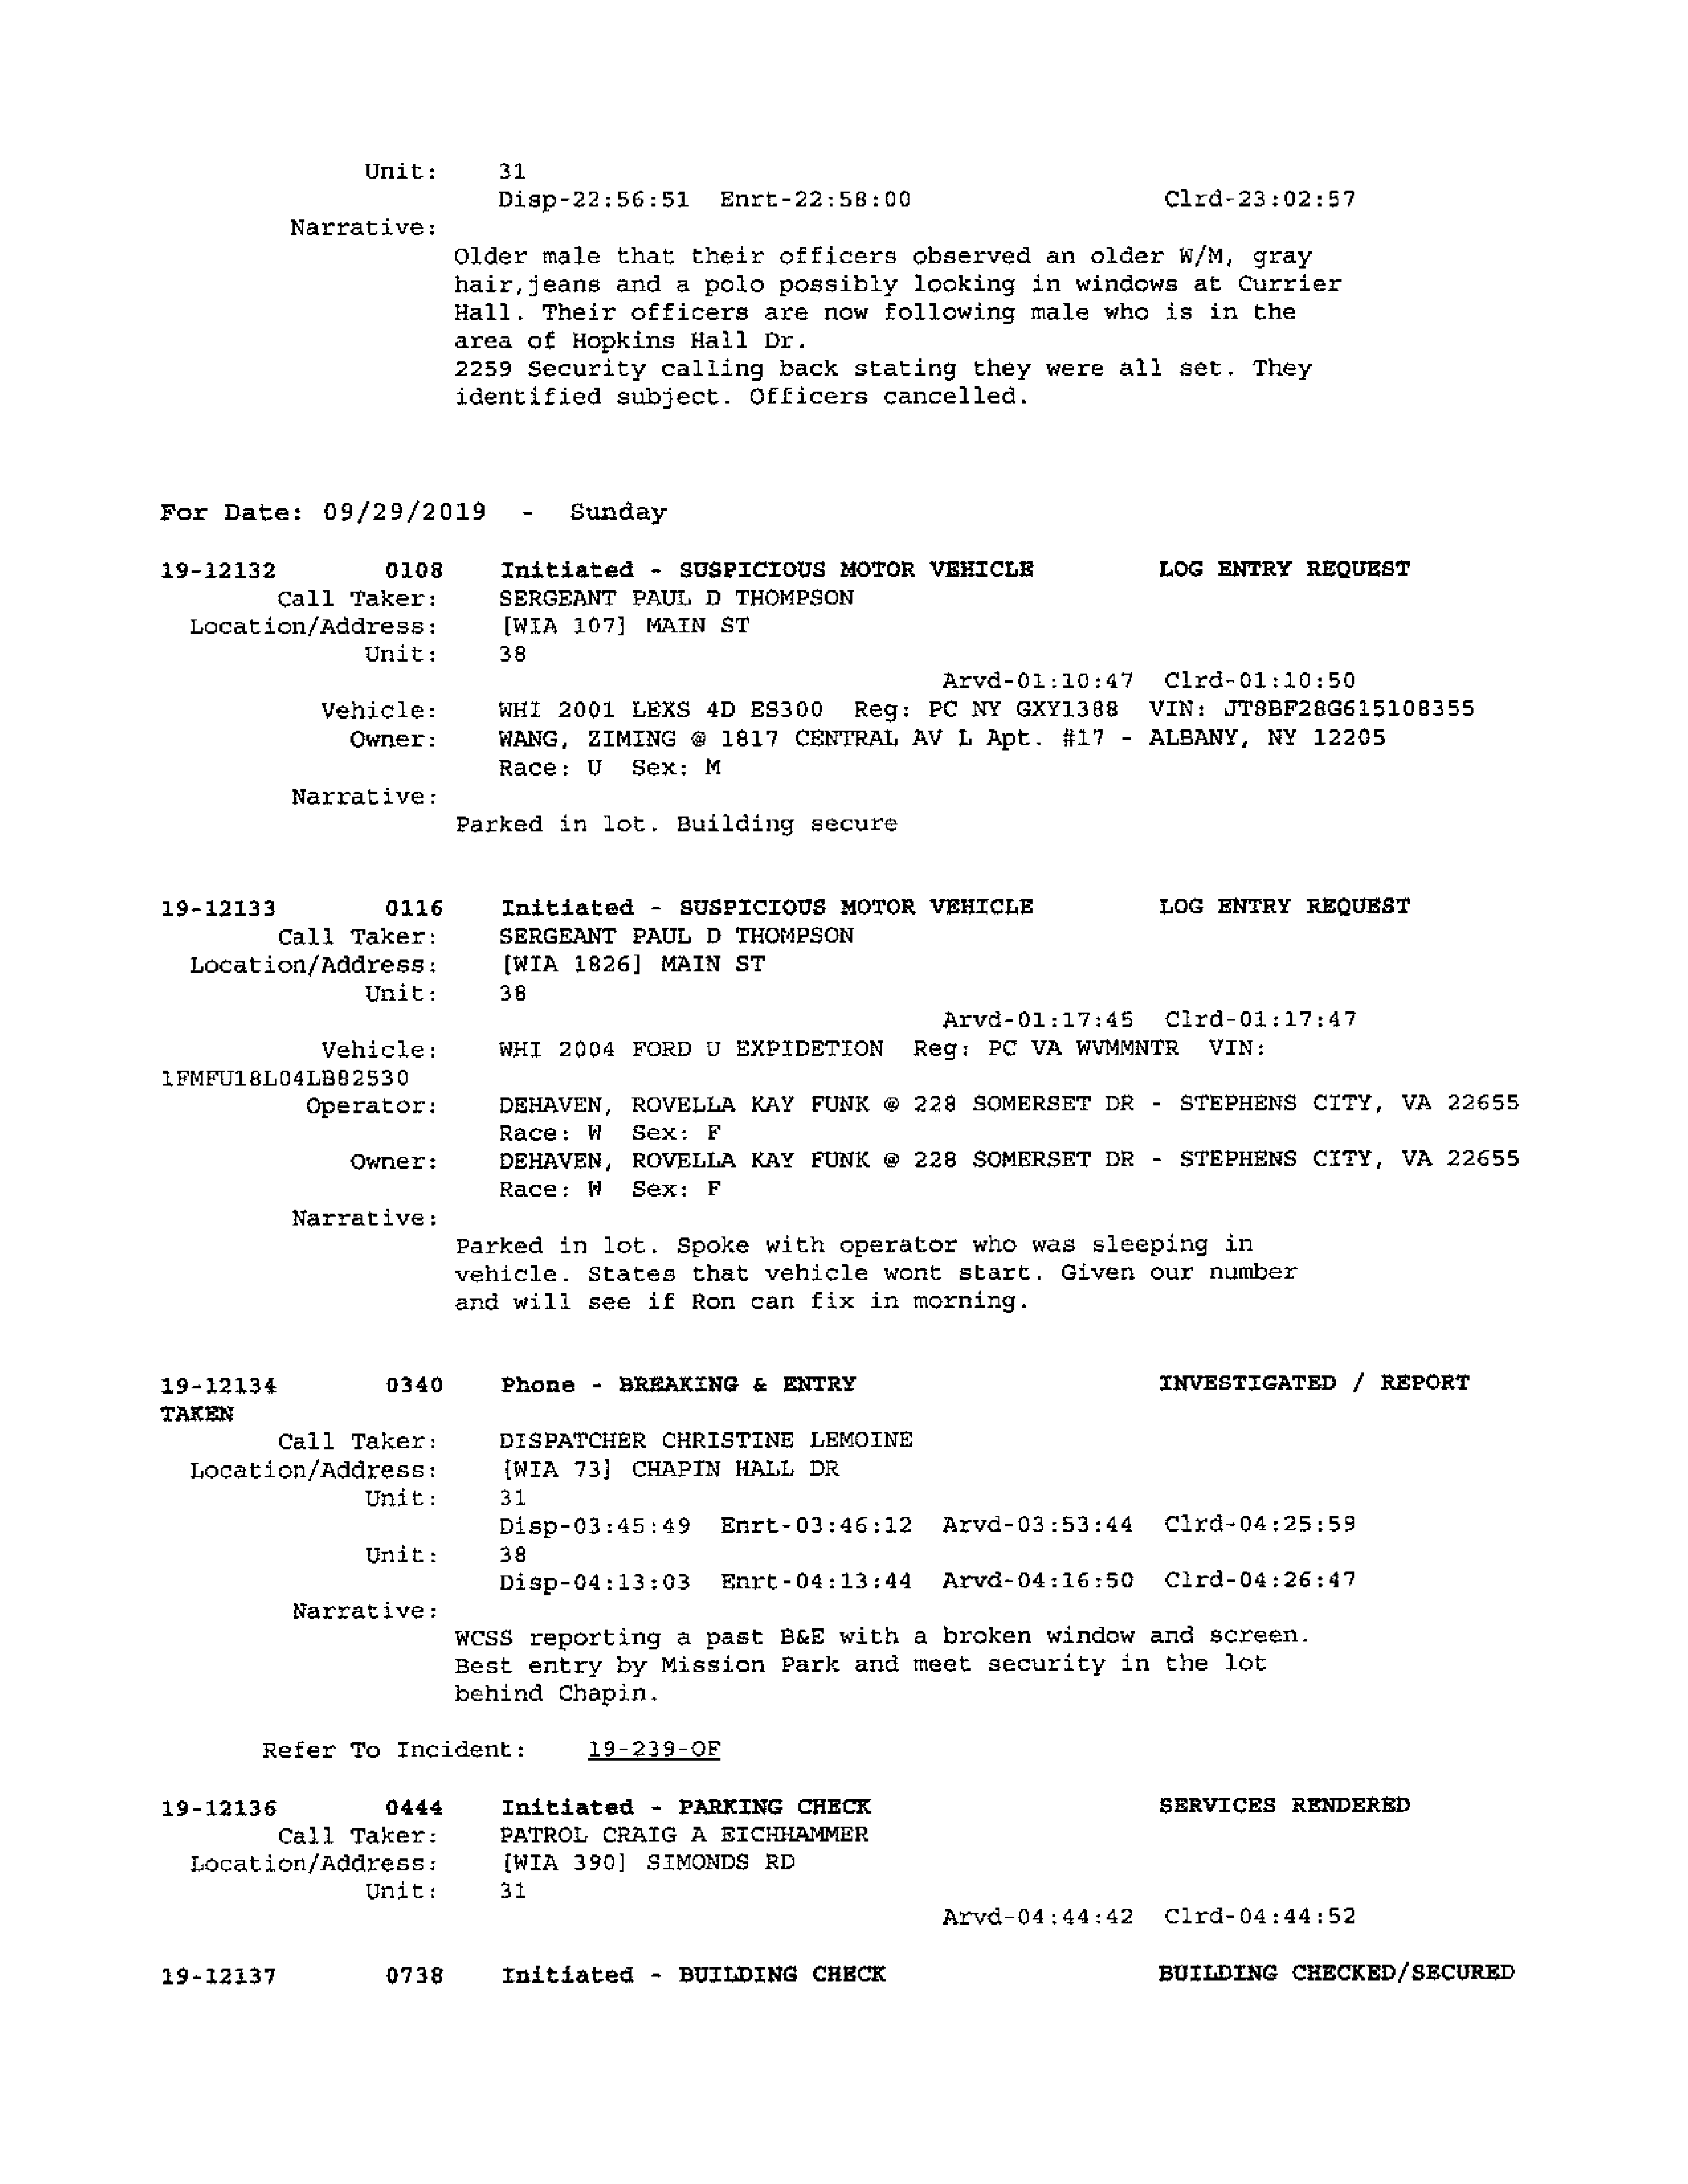 Unit: 31
Disp-22:56:51 Enrt-22:58:00 Clrd-23:02:57
Narrative:
Older male that their officers observed an older W/M, gray
hair,jeans and a polo possibly looking in windows at Currier
Hall. Their officers are now following male who is in the
area of Hopkins Hall Dr.
2259 Security calling back stating they were all set. They
identified subject. Officers cancelled.
For Date: 09/29/2019 - Sunday
19-12132 0108 Initiated - SUSPICIOUS MOTOR VEHICLE LOG ENTRY REQUEST
Call Taker: SERGEANT PAUL D THOMPSON
Location/Address: [WIA 107] MAIN ST
Unit: 38
Arvd-01:10:47 Clrd-01:10:50
Vehicle: WHI 2001 LEXS 4D ES300 Reg: PC NY GXY1388 VIN: JT8BF28G615108355
Owner: WANG, ZIMING @ 1817 CENTRAL AV L Apt. #17 - ALBANY, NY 12205
Race: U Sex: M
Narrative:
Parked in lot. Building secure
19-12133 0116 Initiated - SUSPICIOUS MOTOR VEHICLE LOG ENTRY REQUEST
Call Taker: SERGEANT PAUL D THOMPSON
Location/Address: [WIA 1826] MAIN ST
Unit: 38
Arvd-01:17:45 Clrd-01:17:47
Vehicle: WHI 2004 FORD U EXPIDETION Reg: PC VA WVMMNTR VIN:
1FMFU18L04LB82530
Operator: DEHAVEN, ROVELLA KAY FUNK @ 228 SOMERSET DR - STEPHENS CITY, VA 22655
Race: W Sex: F
Owner: DEHAVEN, ROVELLA KAY FUNK @ 228 SOMERSET DR - STEPHENS CITY, VA 22655
Race: W Sex: F
Narrative:
Parked in lot. Spoke with operator who was sleeping in
vehicle. States that vehicle wont start. Given our number
and will see if Ron can fix in morning.
19-12134 0340 Phone - BREAKING & ENTRY INVESTIGATED / REPORT
TAKEN
Call Taker: DISPATCHER CHRISTINE LEMOINE
Location/Address: [WIA 73] CHAPIN HALL DR
Unit: 31
Disp-03:45:49 Enrt-03:46:12 Arvd-03:53:44 Clrd-04:25:59
Unit: 38
Disp-04:13:03 Enrt-04:13:44 Arvd-04:16:50 Clrd-04:26:47
Narrative:
WCSS reporting a past B&E with a broken window and screen.
Best entry by Mission Park and meet security in the lot
behind Chapin.
Refer To Incident: 19-239-OF
19-12136 0444 Initiated - PARKING CHECK SERVICES RENDERED
Call Taker: PATROL CRAIG A EICHHAMMER
Location/Address: [WIA 390] SIMONDS RD
Unit: 31
Arvd-04:44:42 Clrd-04:44:52
19-12137 0738 Initiated - BUILDING CHECK BUILDING CHECKED/SECURED